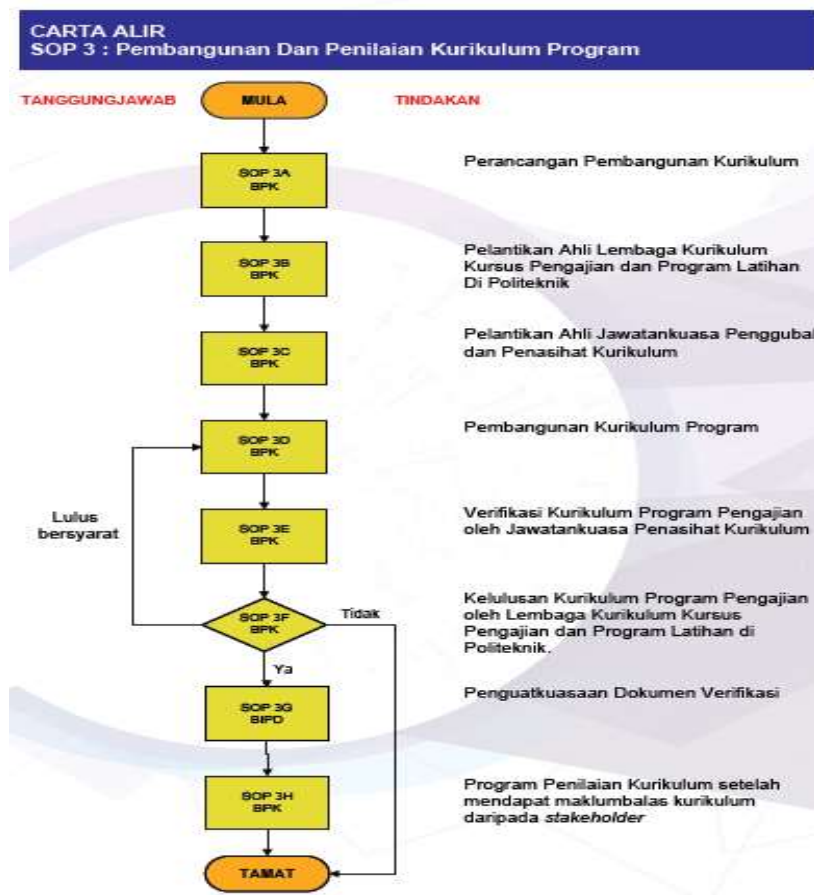 CARTA ALIR
SOP 3 : Pembangunan Dan Penilaian Kurikulum Program
TANGGUNGJAWAB
MULA
TINDAKAN
SOP 3A
BPK
Perancangan Pembangunan Kurikulum
SOP 3B
BPK
Pelantikan Ahli Lembaga Kurikulum
Kursus Pengajian dan Program Latihan
Di Politeknik
SOP 3C
BPK
Pelantikan Ahli Jawatankuasa Penggubal
dan Penasihat Kurikulum
SOP 3D
BPK
Pembangunan Kurikulum Program
Lulus
bersyarat
SOP 3E
BPK
Verifikasi Kurikulum Program Pengajian
oleh Jawatankuasa Penasihat Kurikulum
SOP 3F
BPK
Tidak
Kelulusan Kurikulum Program Pengajian
oleh Lembaga Kurikulum Kursus
Pengajian dan Program Latihan di
Politeknik.
Ya
SOP 3G
BIPD
Penguatkuasaan Dokumen Verifikasi
SOP 3H
BPK
Program Penilaian Kurikulum setelah
mendapat maklumbalas kurikulum
daripada stakeholder
TAMAT